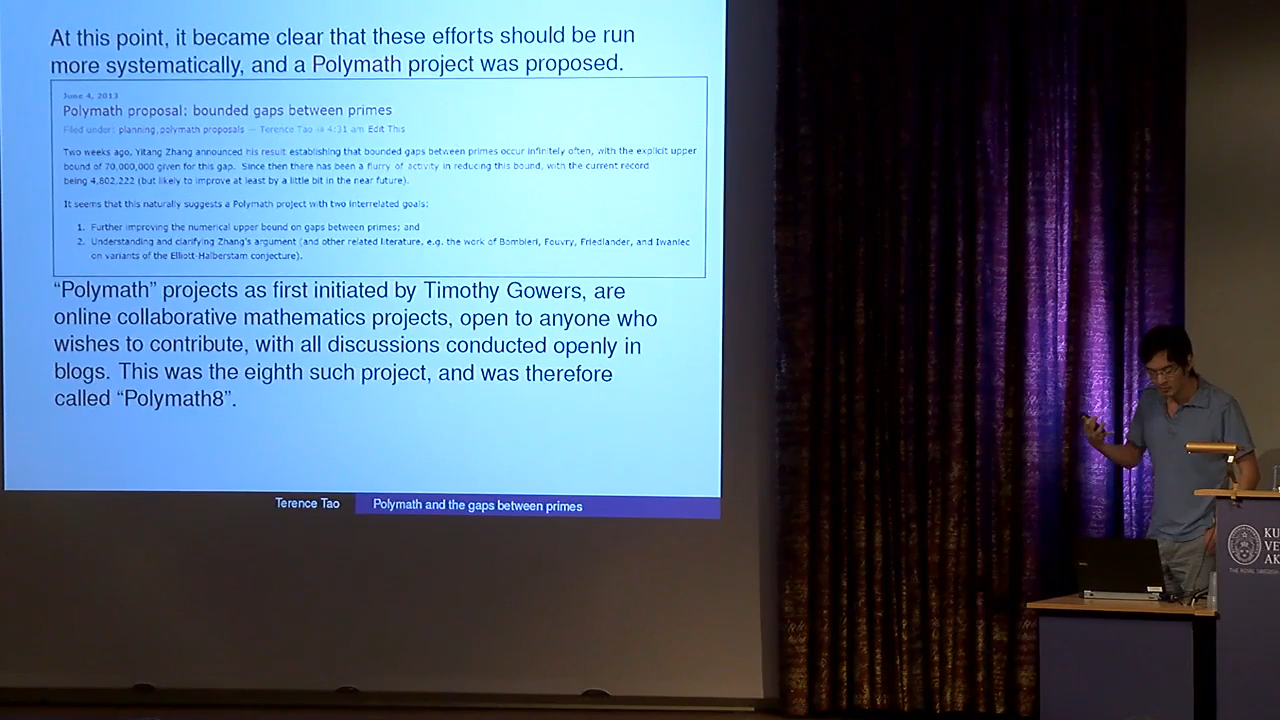 At this point, it became clear that these efforts should be run
more systematically, and a Polymath project was proposed.
June 4, 2013
Polymath proposal: bounded gaps between primes
Filed under: planning, polymath proposals — Terence Tao @ 4:31 am Edit This
Two weeks ago, Yitang Zhang announced his result establishing that bounded gaps between primes occur infinitely often, with the explicit upper
bound of 70,000,000 given for this gap. Since then there has been a flurry of activity in reducing this bound, with the current record
being 4,802,222 (but likely to improve at least by a little bit in the near future).
It seems that this naturally suggests a Polymath project with two interrelated goals:
1. Further improving the numerical upper bound on gaps between primes; and
2. Understanding and clarifying Zhang's argument (and other related literature, e.g. the work of Bombieri, Fouvry, Friedlander, and Iwaniec
on variants of the Elliott-Halberstam conjecture).
“Polymath” projects as first initiated by Timothy Gowers, are
online collaborative mathematics projects, open to anyone who
wishes to contribute, with all discussions conducted openly in
blogs. This was the eighth such project, and was therefore
called “Polymath8”.
Terence Tao Polymath and the gaps between primes
KU
VE
AK
THE ROYAL